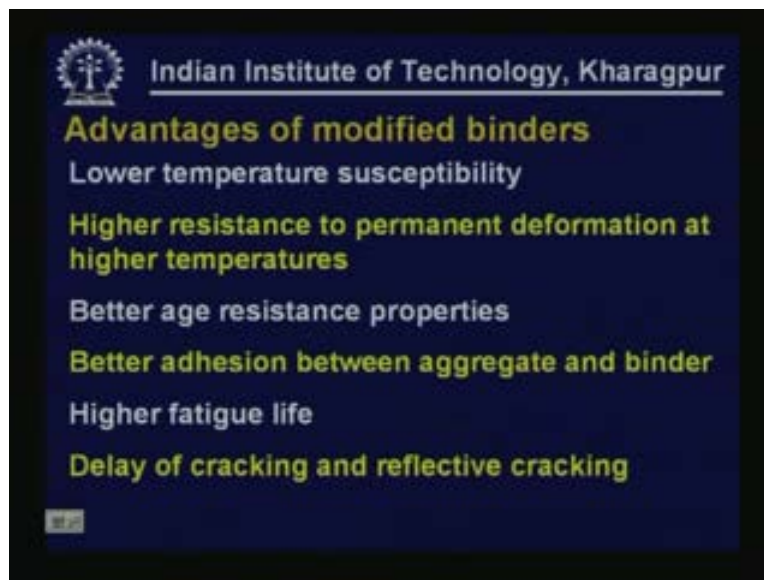 Indian Institute of Technology, Kharagpur
Advantages of modified binders
Lower temperature susceptibility
Higher resistance to permanent deformation at
higher temperatures
Better age resistance properties
Better adhesion between aggregate and binder
Higher fatigue life
Delay of cracking and reflective cracking